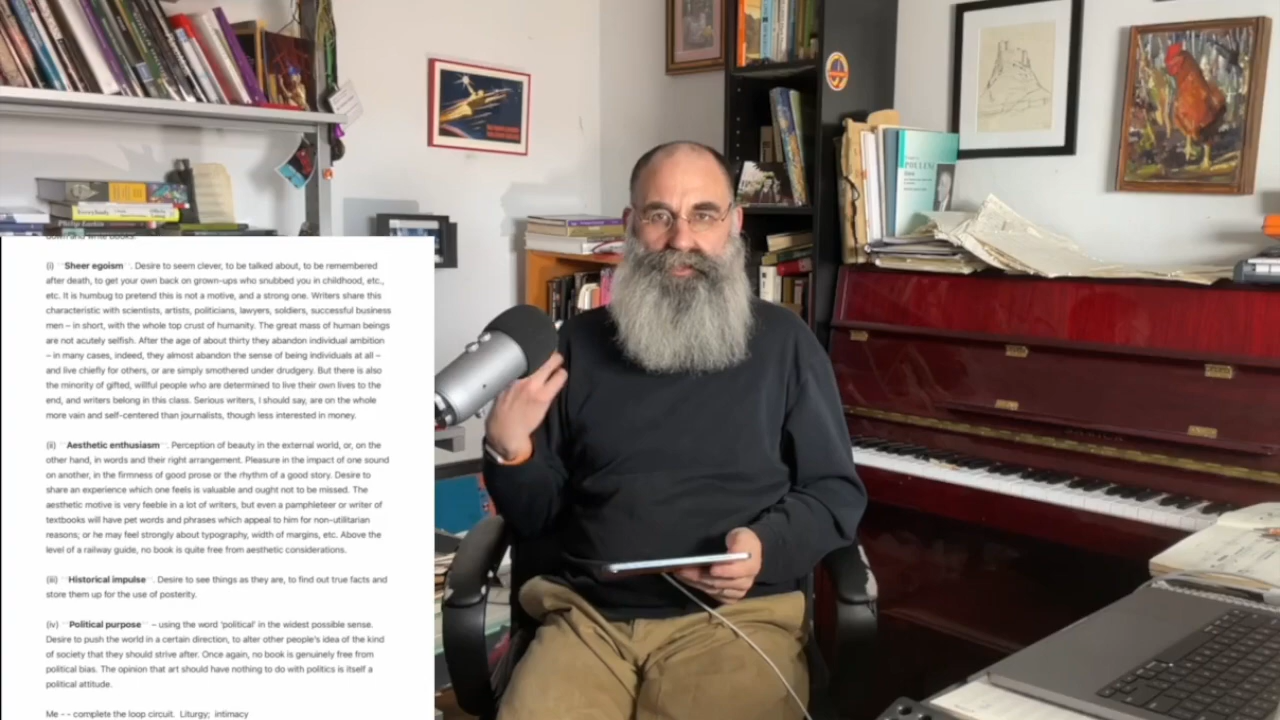 POULENC
Everybody
Philip Larkin
down and write books.
(i) Sheer egoism . Desire to seem clever, to be talked about, to be remembered
after death, to get your own back on grown-ups who snubbed you in childhood, etc.,
etc. It is humbug to pretend this is not a motive, and a strong one. Writers share this
characteristic with scientists, artists, politicians, lawyers, soldiers, successful business
men – in short, with the whole top crust of humanity. The great mass of human beings
are not acutely selfish. After the age of about thirty they abandon individual ambition
– in many cases, indeed, they almost abandon the sense of being individuals at all –
and live chiefly for others, or are simply smothered under drudgery. But there is also
the minority of gifted, willful people who are determined to live their own lives to the
end, and writers belong in this class. Serious writers, I should say, are on the whole
more vain and self-centered than journalists, though less interested in money.
(ii) Aesthetic enthusiasm . Perception of beauty in the external world, or, on the
other hand, in words and their right arrangement. Pleasure in the impact of one sound
on another, in the firmness of good prose or the rhythm of a good story. Desire to
share an experience which one feels is valuable and ought not to be missed. The
aesthetic motive is very feeble in a lot of writers, but even a pamphleteer or writer of
textbooks will have pet words and phrases which appeal to him for non-utilitarian
reasons; or he may feel strongly about typography, width of margins, etc. Above the
level of a railway guide, no book is quite free from aesthetic considerations.
(iii) Historical impulse . Desire to see things as they are, to find out true facts and
store them up for the use of posterity.
(iv) Political purpose – using the word 'political' in the widest possible sense.
Desire to push the world in a certain direction, to alter other people's idea of the kind
of society that they should strive after. Once again, no book is genuinely free from
political bias. The opinion that art should have nothing to do with politics is itself a
political attitude.
Me - - complete the loop circuit. Liturgy; intimacy